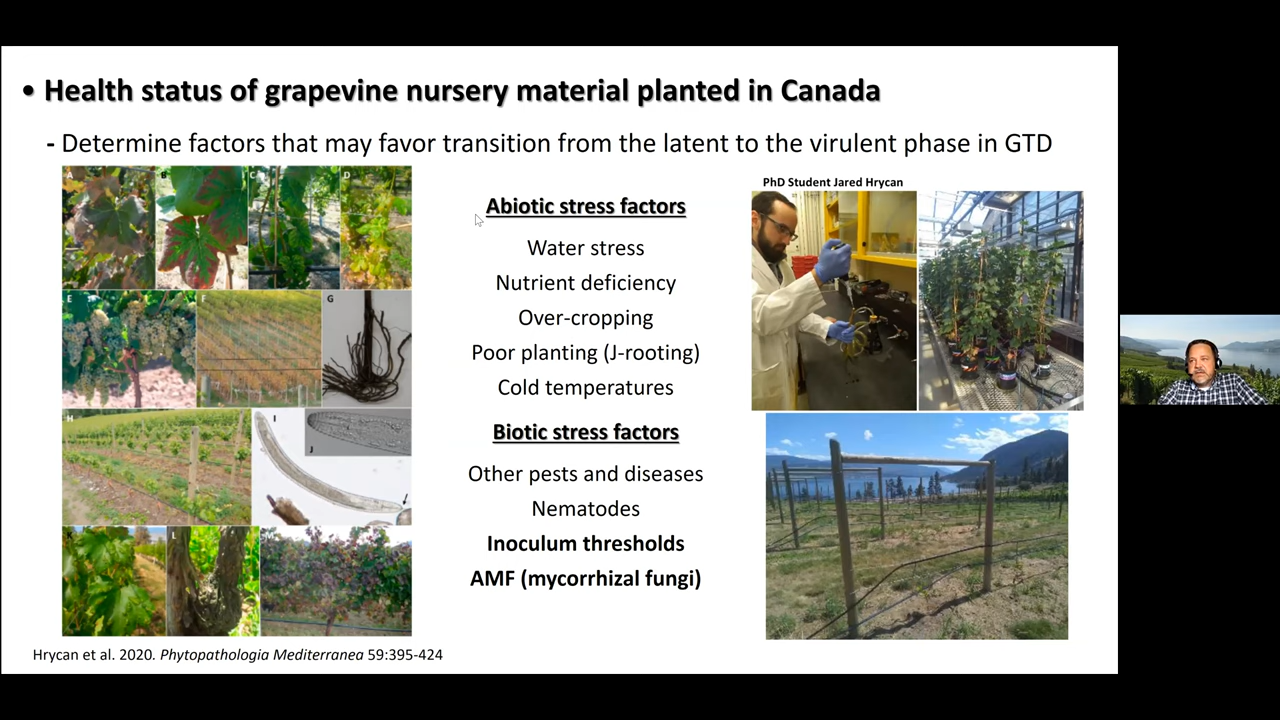 • Health status of grapevine nursery material planted in Canada
- Determine factors that may favor transition from the latent to the virulent phase in GTD
A
B
C
D
E
F
G
H
I
J
K
L
Abiotic stress factors
Water stress
Nutrient deficiency
Over-cropping
Poor planting (J-rooting)
Cold temperatures
Biotic stress factors
Other pests and diseases
Nematodes
Inoculum thresholds
AMF (mycorrhizal fungi)
PhD Student Jared Hrycan
Hrycan et al. 2020. Phytopathologia Mediterranea 59:395-424